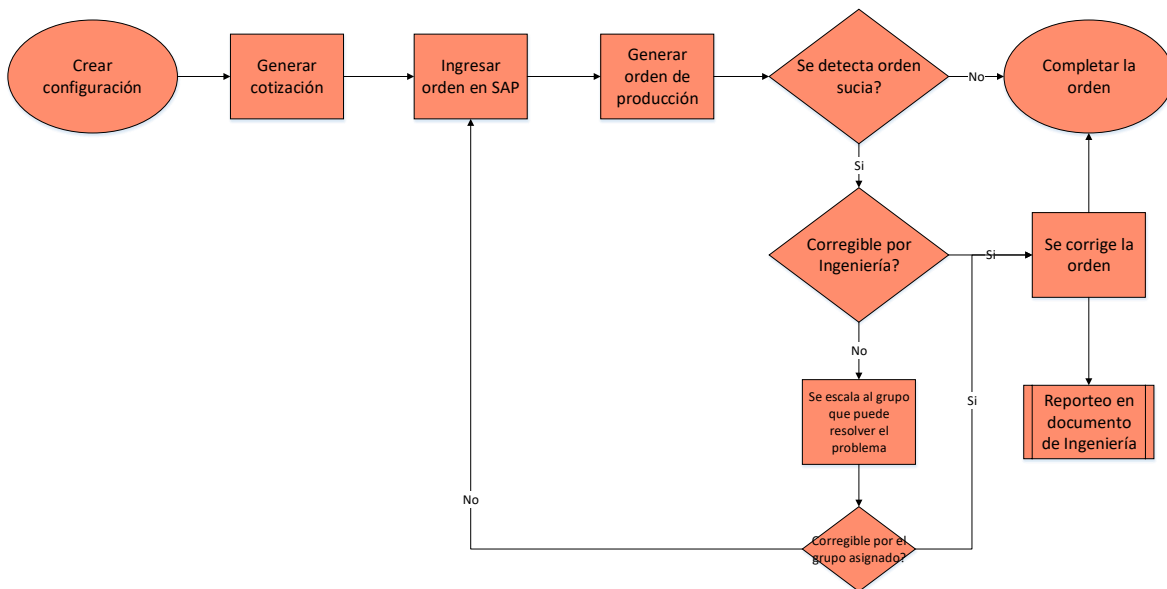 Crear
configuración
Generar
cotización
Ingresar
orden en SAP
Generar
orden de
producción
Se detecta orden
sucia?
No
Completar la
orden
Si
Corregible por
Ingeniería?
Si
Se corrige la
orden
No
Se escala al grupo
que puede
resolver el
problema
Si
Reporteo en
documento
de Ingeniería
No
Corregible por el
grupo asignado?